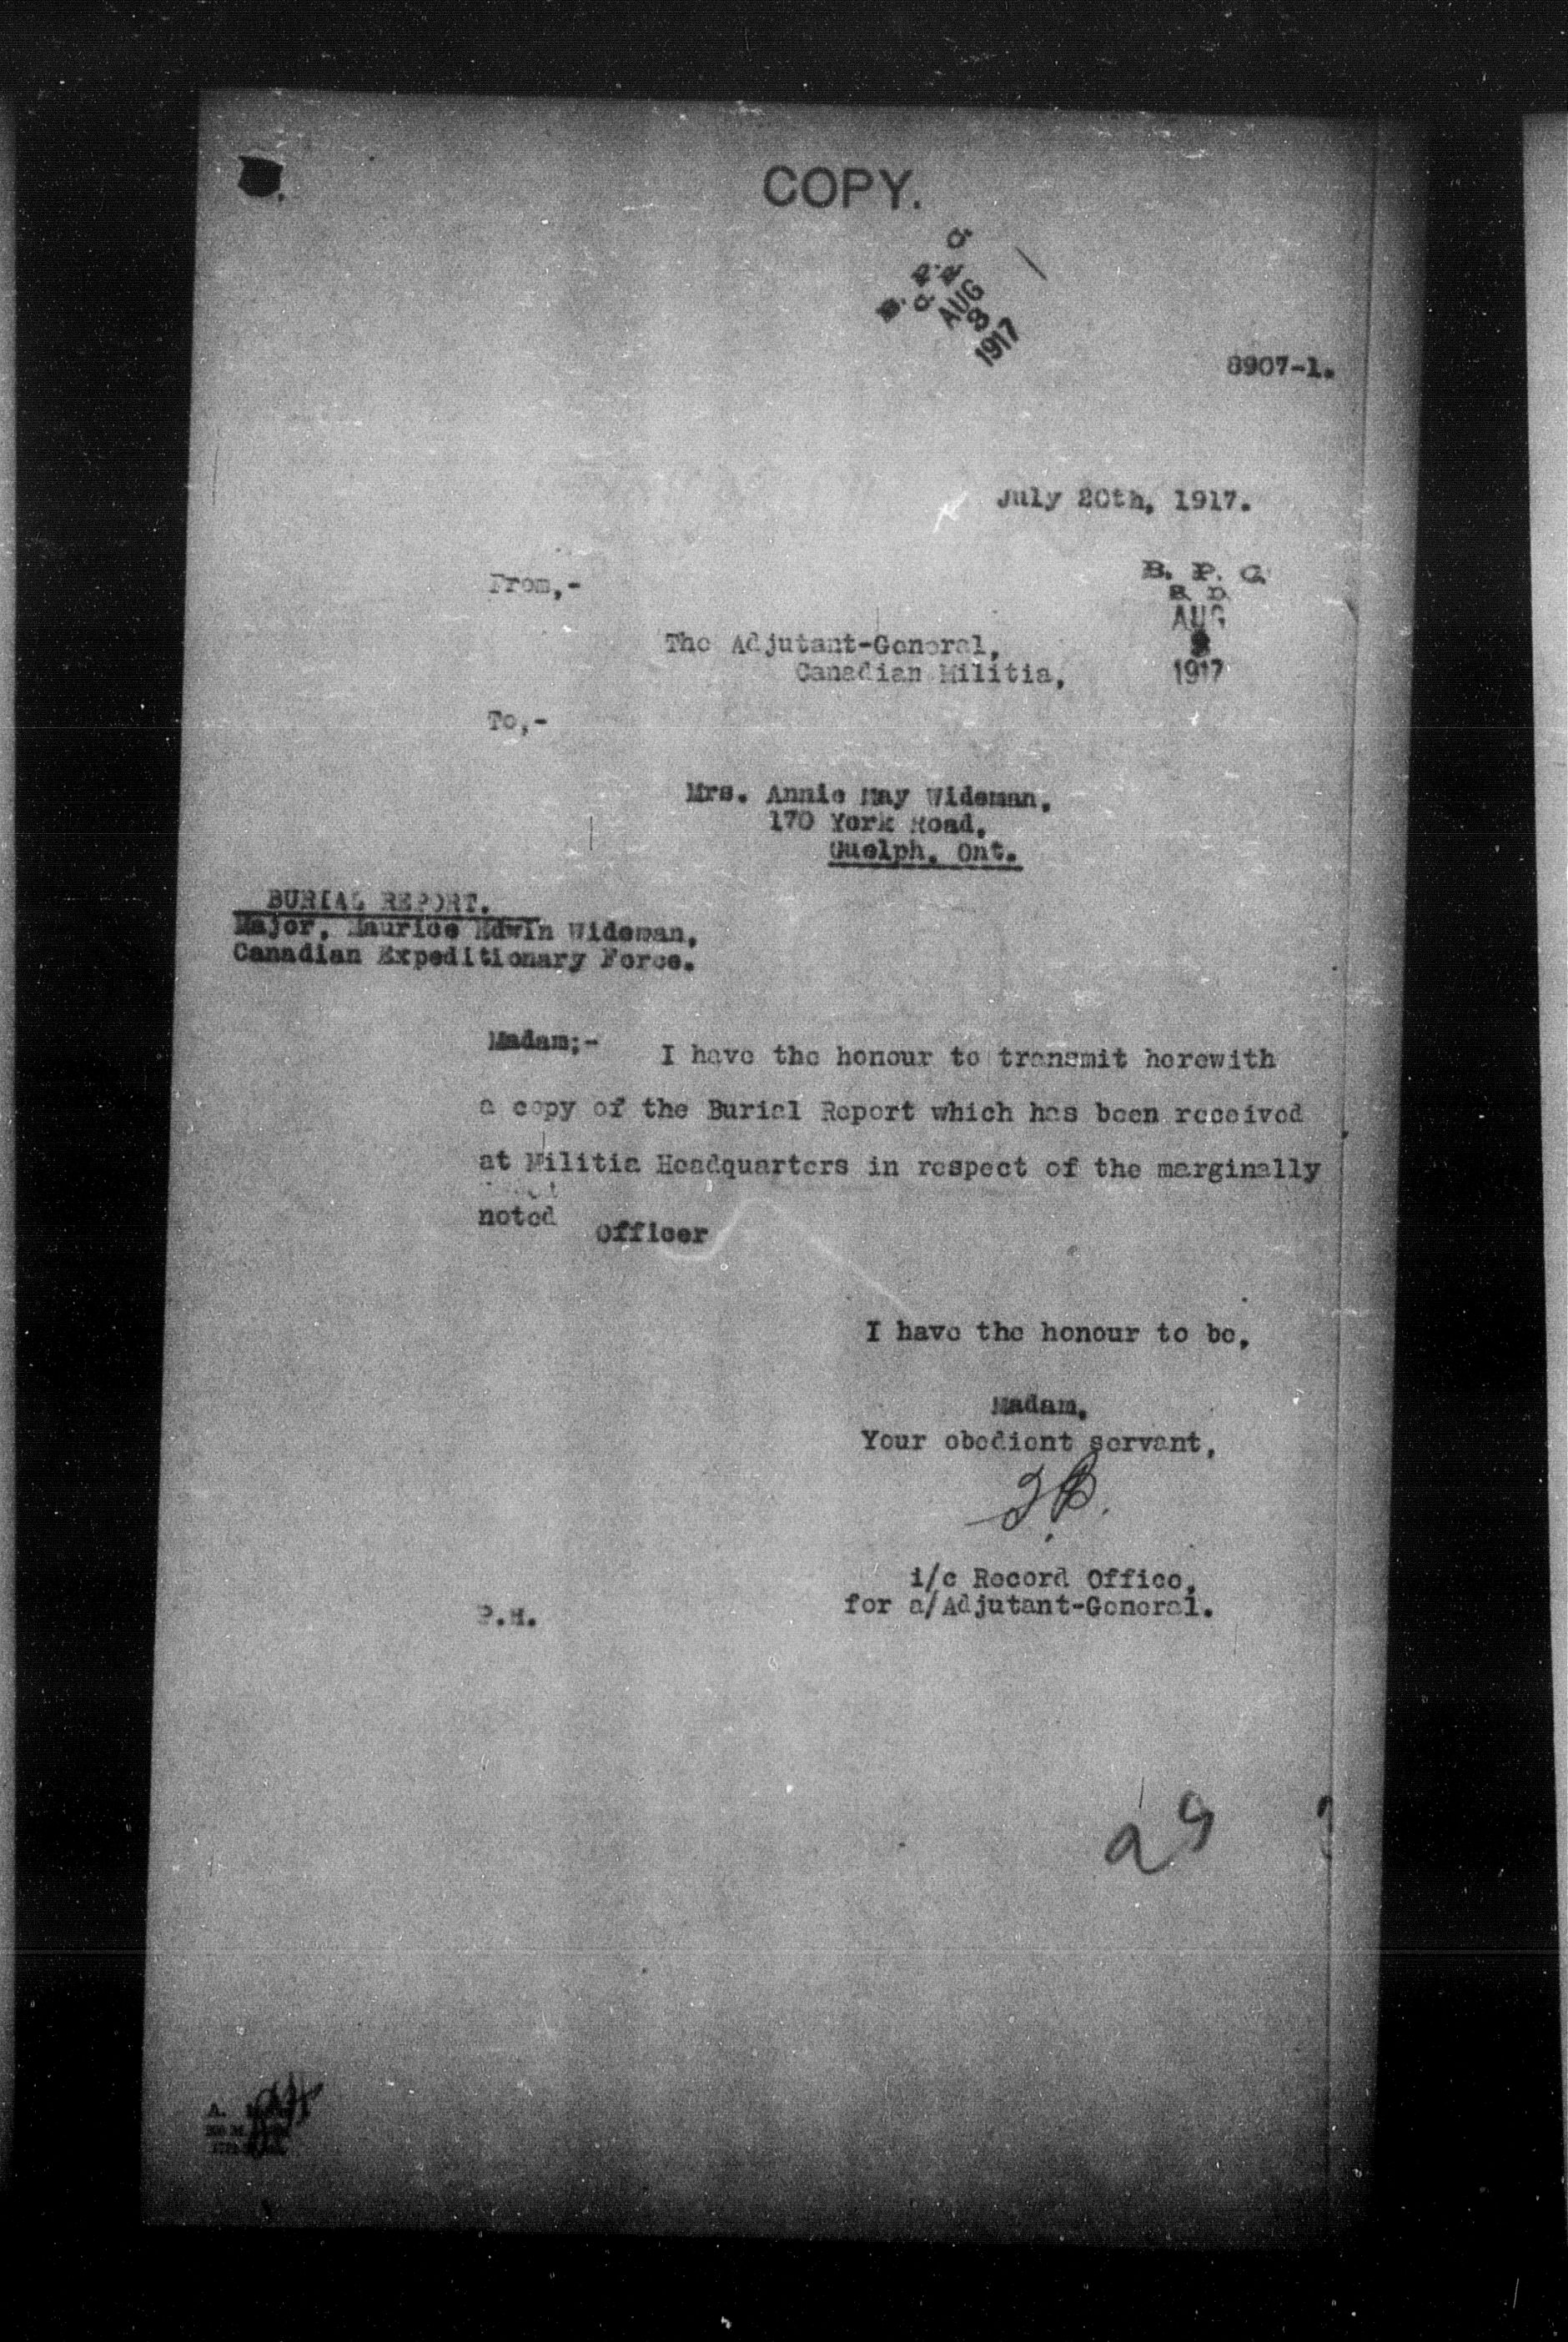 COPY.
AUG
3
1917
8907-1.
July 20th, 1917.
From,-
B. P. C.
AUG
1917
The Adjutant-General,
Canadian Militia,
To,-
Mrs. Annie May Wideman,
170 York Road,
Guelph, Ont.
BURIAL REPORT.
Major, Maurice Edwin Wideman,
Canadian Expeditionary Force.
Madam;-
I have the honour to transmit herewith
a copy of the Burial Report which has been received
at Militia Headquarters in respect of the marginally
noted Officer
I have the honour to be,
Madam,
Your obedient servant,
i/c Record Office,
for a/Adjutant-General.
P.H.
29